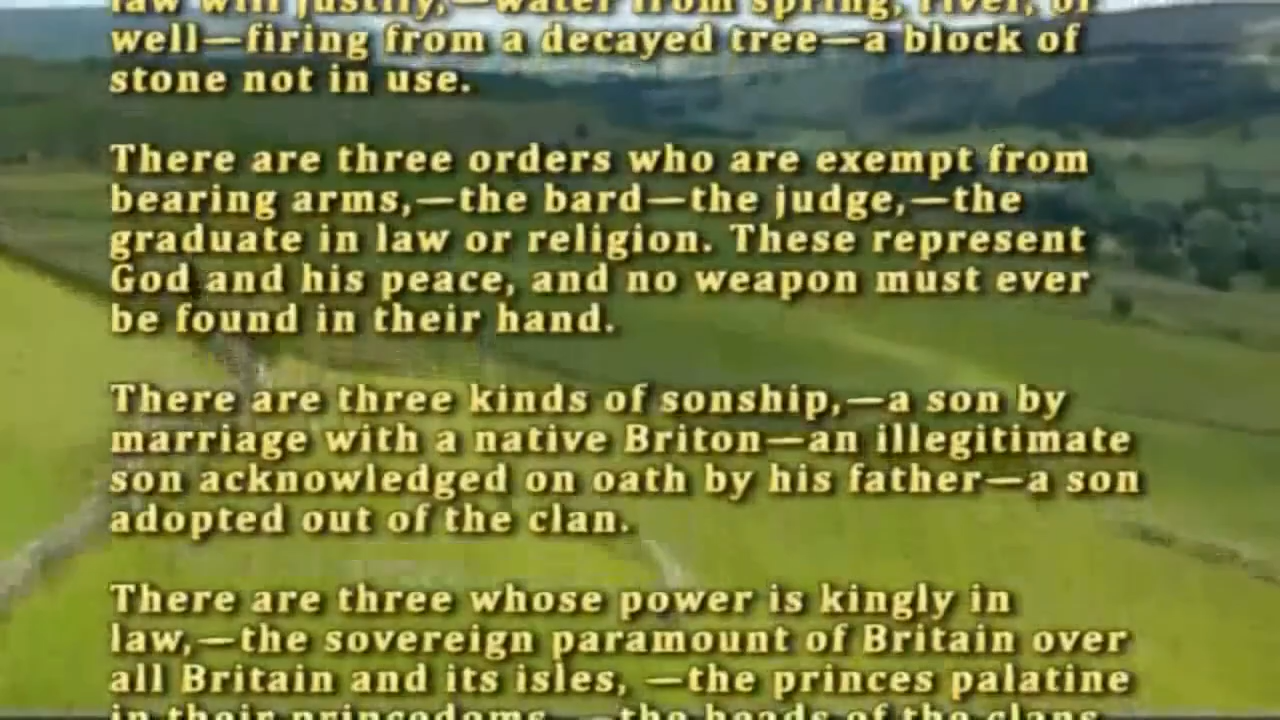 law will justify,—water from spring, river, or
well—firing from a decayed tree—a block of
stone not in use.
There are three orders who are exempt from
bearing arms,—the bard—the judge,—the
graduate in law or religion. These represent
God and his peace, and no weapon must ever
be found in their hand.
There are three kinds of sonship,—a son by
marriage with a native Briton—an illegitimate
son acknowledged on oath by his father—a son
adopted out of the clan.
There are three whose power is kingly in
law,—the sovereign paramount of Britain over
all Britain and its isles, —the princes palatine
in their princedoms, —the heads of the clans